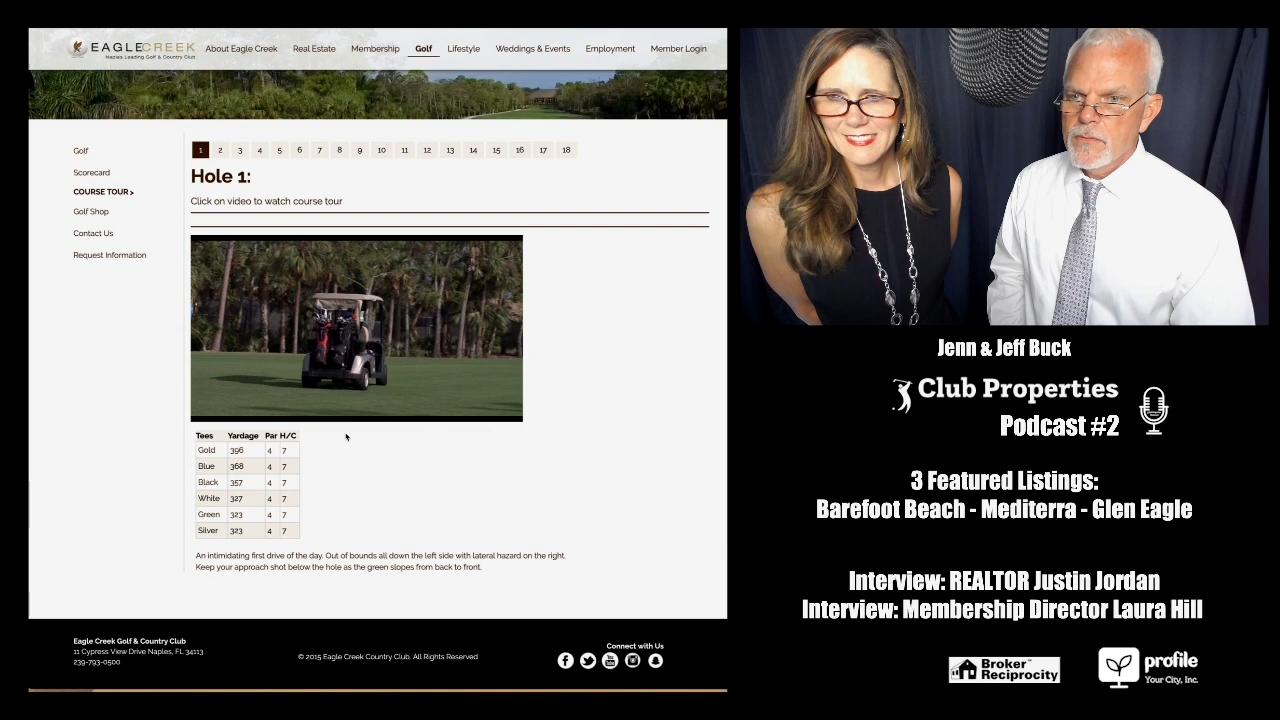 EAGLECREEK
Naples Leading Golf & Country Club
About Eagle Creek Real Estate Membership Golf Lifestyle Weddings & Events Employment Member Login
Golf
Scorecard
COURSE TOUR >
Golf Shop
Contact Us
Request Information
1 2 3 4 5 6 7 8 9 10 11 12 13 14 15 16 17 18
Hole 1:
Click on video to watch course tour
Tees Yardage Par H/C
Gold 396 4 7
Blue 368 4 7
Black 357 4 7
White 327 4 7
Green 323 4 7
Silver 323 4 7
An intimidating first drive of the day. Out of bounds all down the left side with lateral hazard on the right.
Keep your approach shot below the hole as the green slopes from back to front.
Eagle Creek Golf & Country Club
11 Cypress View Drive Naples, FL 34113
239-793-0500
© 2015 Eagle Creek Country Club. All Rights Reserved
Connect with Us
You Tube
Jenn & Jeff Buck
Club Properties
Podcast #2
3 Featured Listings:
Barefoot Beach - Mediterra - Glen Eagle
Interview: REALTOR Justin Jordan
Interview: Membership Director Laura Hill
Broker™
Reciprocity
profile
Your City, Inc.